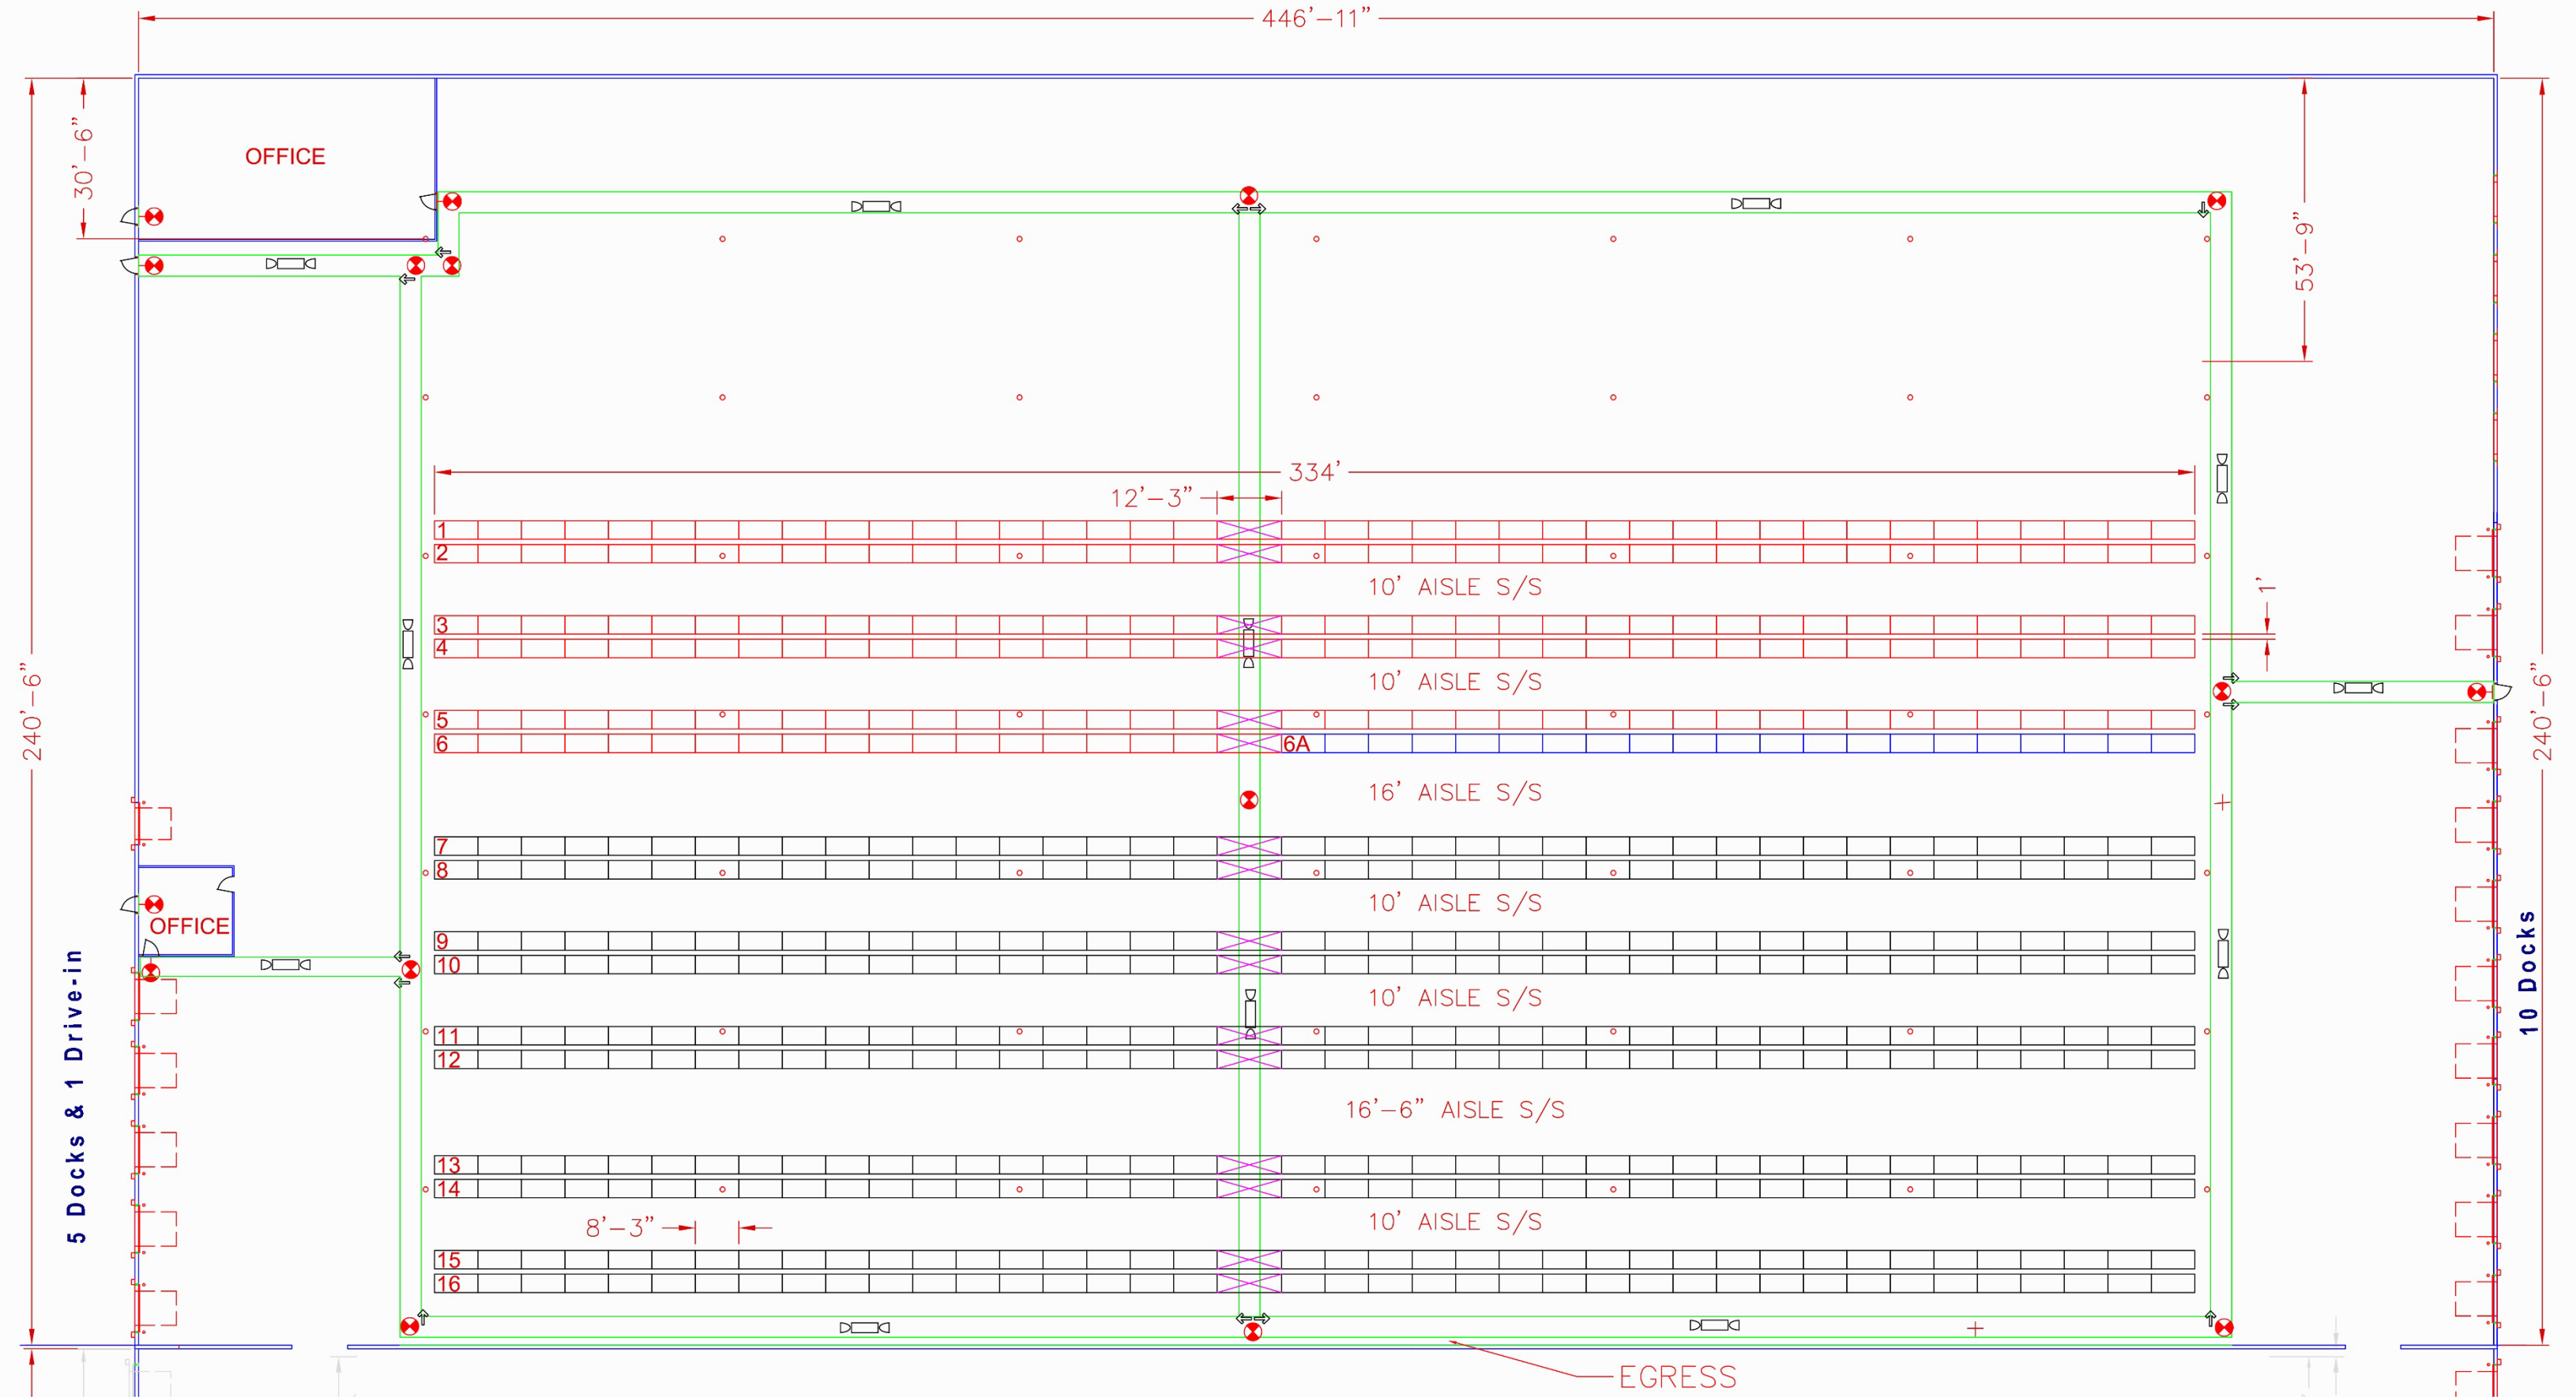 446'-11"
30'-6"
OFFICE
53'-9"
334'
12'-3"
1
2
10' AISLE S/S
1'
3
4
240'-6"
10' AISLE S/S
240'-6"
5
6
6A
16' AISLE S/S
7
8
10' AISLE S/S
OFFICE
9
10
5 Docks & 1 Drive-in
10 Docks
10' AISLE S/S
11
12
16'-6" AISLE S/S
13
14
8'-3"
10' AISLE S/S
15
16
EGRESS